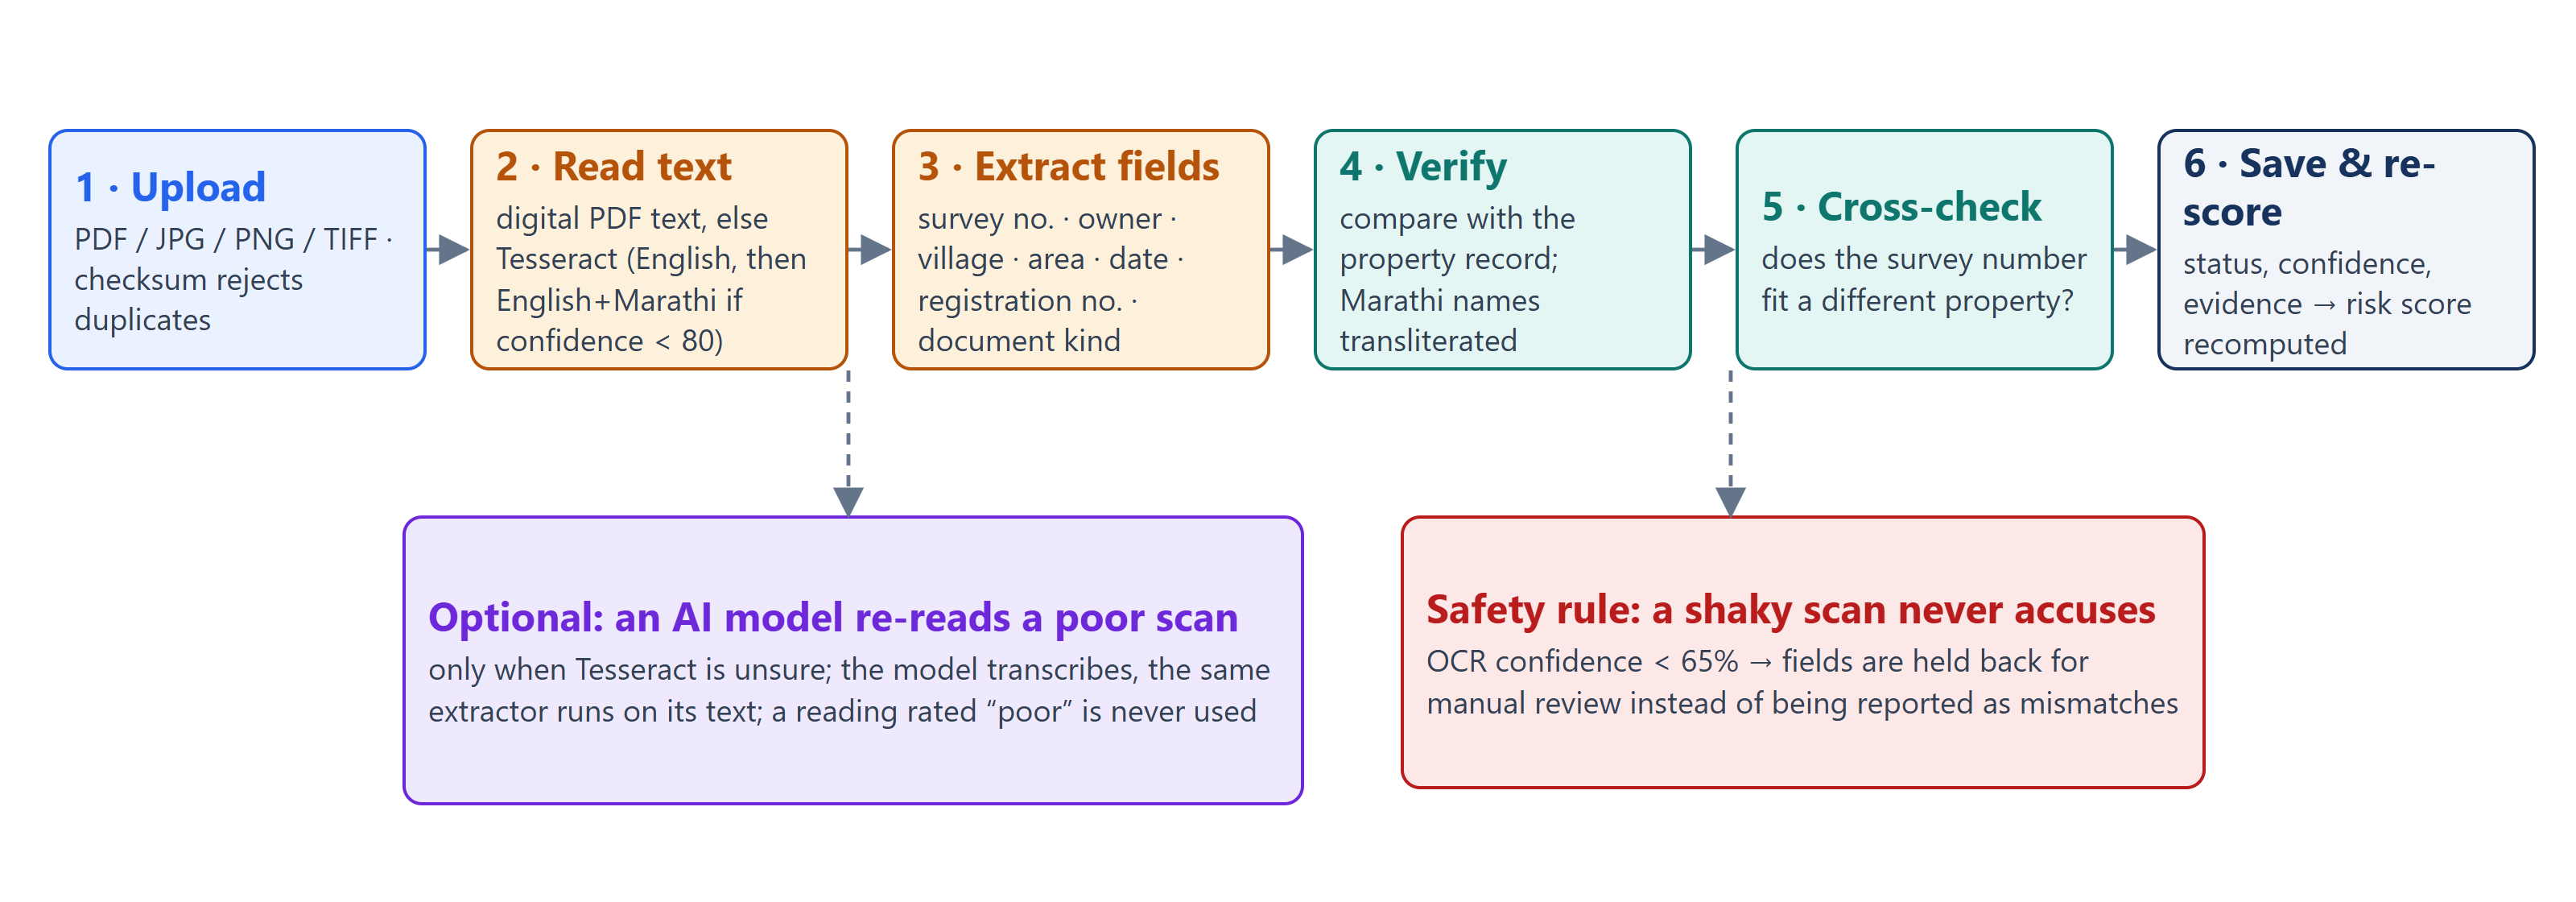 1 · Upload
PDF / JPG / PNG / TIFF ·
checksum rejects
duplicates
2 · Read text
digital PDF text, else
Tesseract (English, then
English+Marathi if
confidence < 80)
3 · Extract fields
survey no. · owner ·
village · area · date ·
registration no. ·
document kind
4 · Verify
compare with the
property record;
Marathi names
transliterated
5 · Cross-check
does the survey number
fit a different property?
6 · Save & re-
score
status, confidence,
evidence → risk score
recomputed
Optional: an AI model re-reads a poor scan
only when Tesseract is unsure; the model transcribes, the same
extractor runs on its text; a reading rated “poor” is never used
Safety rule: a shaky scan never accuses
OCR confidence < 65% → fields are held back for
manual review instead of being reported as mismatches